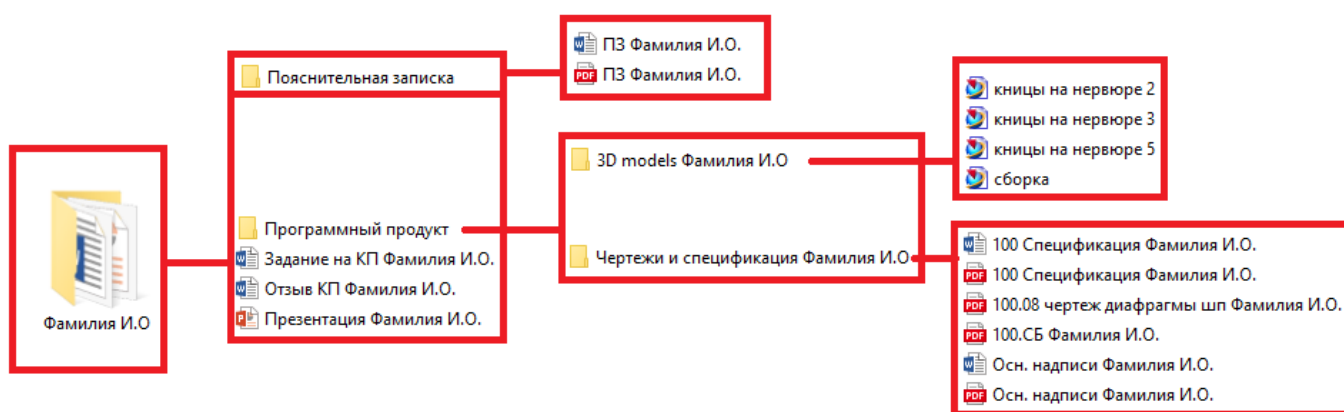 Фамилия И.О
Пояснительная записка
Программный продукт
Задание на КП Фамилия И.О.
Отзыв КП Фамилия И.О.
Презентация Фамилия И.О.
ПЗ Фамилия И.О.
ПЗ Фамилия И.О.
3D models Фамилия И.О
Чертежи и спецификация Фамилия И.О
кницы на нервюре 2
кницы на нервюре 3
кницы на нервюре 5
сборка
100 Спецификация Фамилия И.О.
100 Спецификация Фамилия И.О.
100.08 чертеж диафрагмы шп Фамилия И.О.
100.СБ Фамилия И.О.
Осн. надписи Фамилия И.О.
Осн. надписи Фамилия И.О.